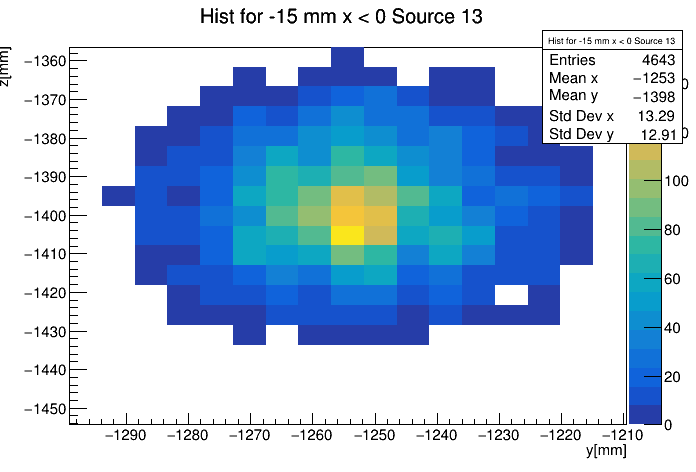 Hist for -15 mm x < 0 Source 13
z[mm]
Hist for -15 mm x < 0 Source 13
Entries 4643
Mean x −1253
Mean y −1398
Std Dev x 13.29
Std Dev y 12.91
−1360
−1370
−1380
−1390
−1400
−1410
−1420
−1430
−1440
−1450
100
80
60
40
20
0
−1290 −1280 −1270 −1260 −1250 −1240 −1230 −1220 −1210
y[mm]